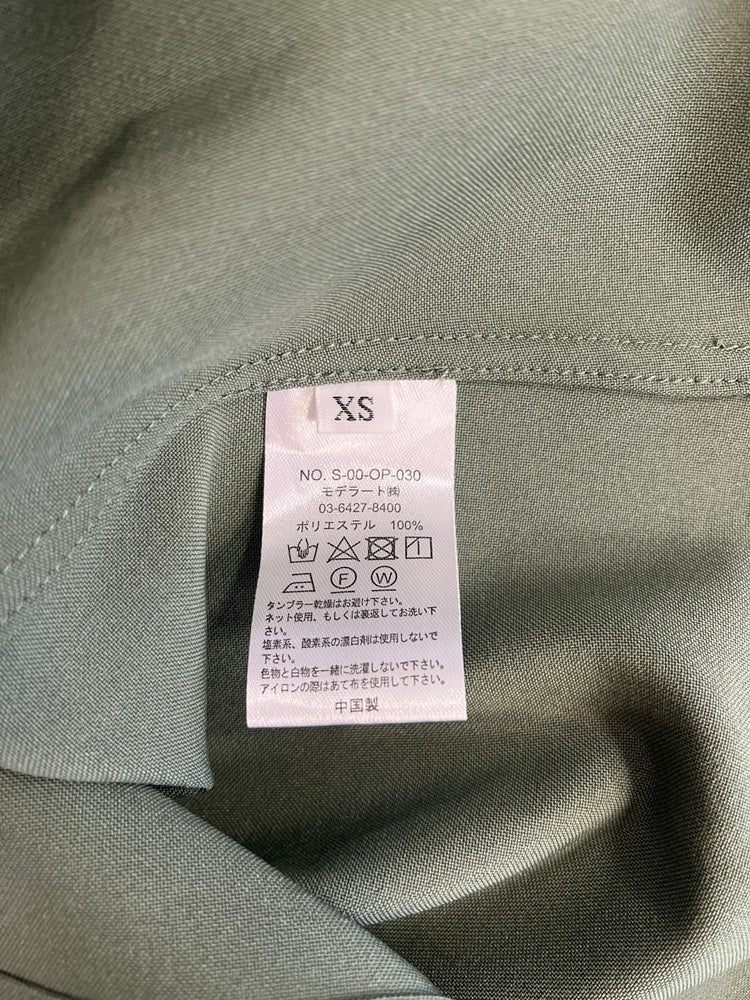 XS
NO. S-00-OP-030
モデラート㈱
03-6427-8400
ポリエステル 100%
F W
タンブラー乾燥はお避け下さい。
ネット使用、もしくは裏返してお洗い下
さい。
塩素系、酸素系の漂白剤は使用しないで
下さい。
色物と白物を一緒に洗濯しないで下さい。
アイロンの際はあて布を使用して下さい。
中国製